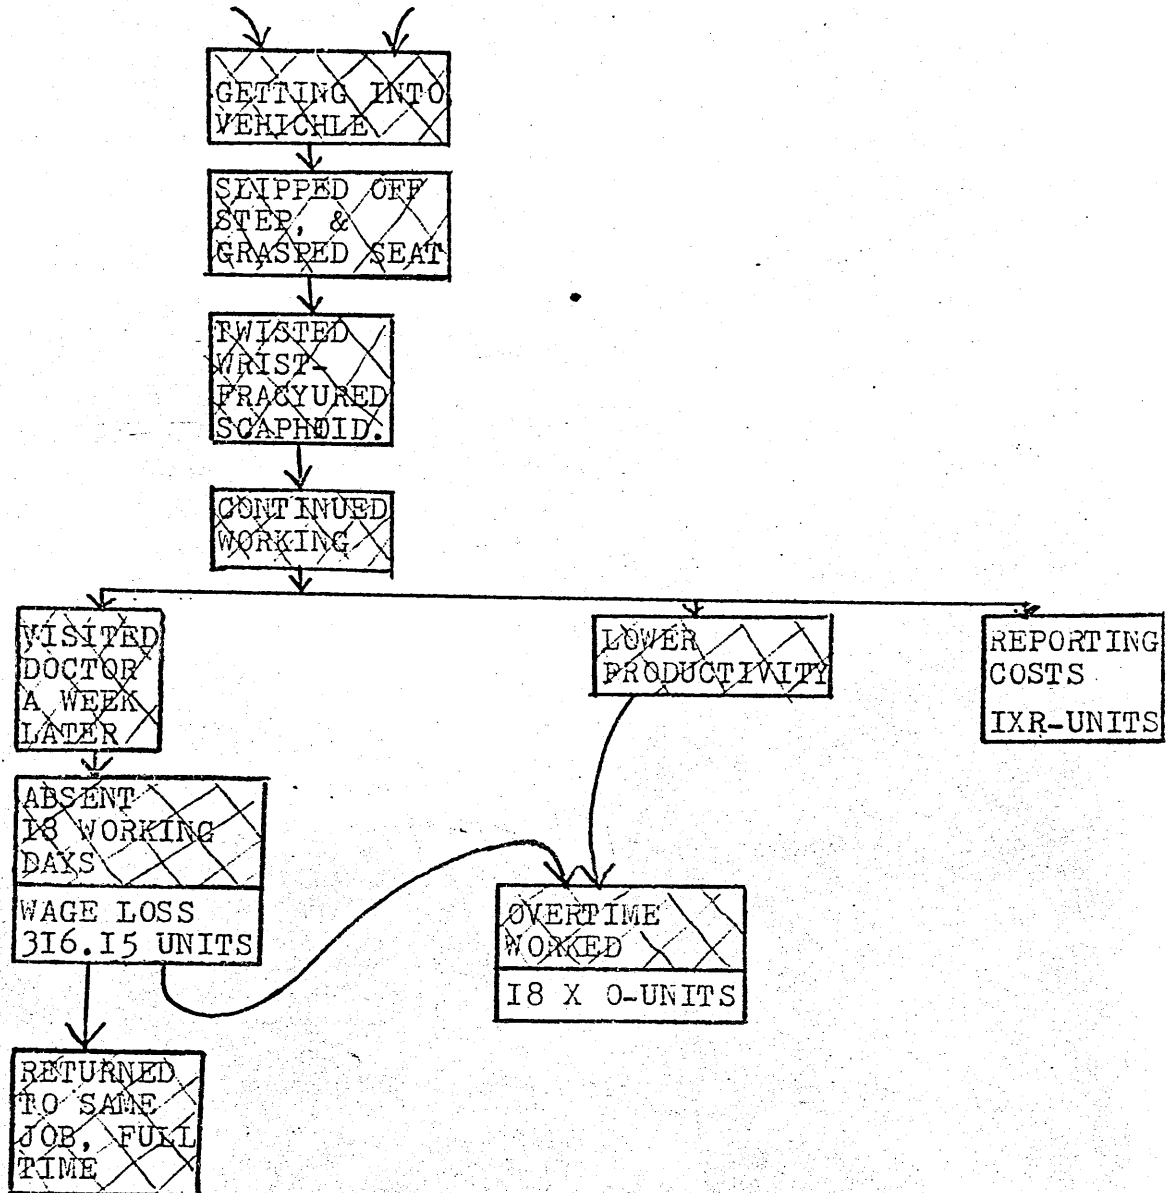 GETTING INTO
VEHICHLE
SLIPPED OFF
STEP, &
GRASPED SEAT
TWISTED
WRIST-
FRACYURED
SCAPHOID.
CONTINUED
WORKING
VISITED
DOCTOR
A WEEK
LATER
LOWER
PRODUCTIVITY
REPORTING
COSTS
IXR-UNITS
ABSENT
I8 WORKING
DAYS
WAGE LOSS
3I6.I5 UNITS
OVERTIME
WORKED
I8 X O-UNITS
RETURNED
TO SAME
JOB, FULL
TIME